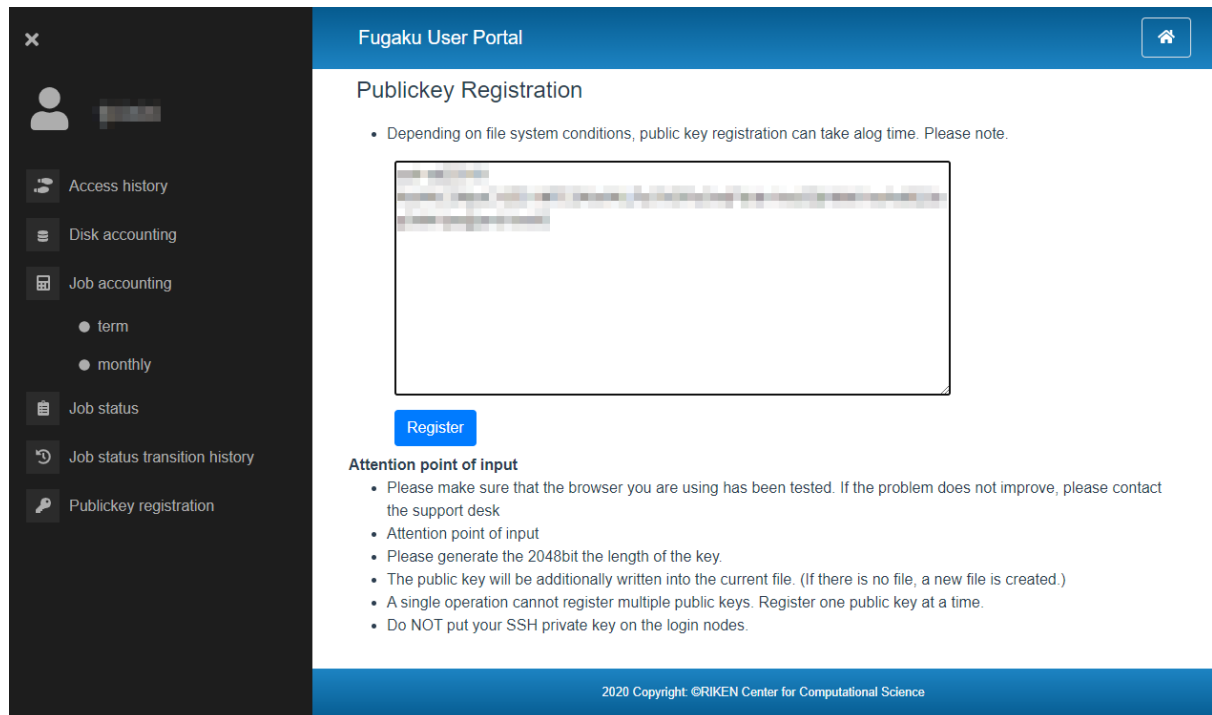 Fugaku User Portal
Access history
Disk accounting
Job accounting
term
monthly
Job status
Job status transition history
Publickey registration
Publickey Registration
Depending on file system conditions, public key registration can take alog time. Please note.
Register
Attention point of input
Please make sure that the browser you are using has been tested. If the problem does not improve, please contact
the support desk
Attention point of input
Please generate the 2048bit the length of the key.
The public key will be additionally written into the current file. (If there is no file, a new file is created.)
A single operation cannot register multiple public keys. Register one public key at a time.
Do NOT put your SSH private key on the login nodes.
2020 Copyright: ©RIKEN Center for Computational Science